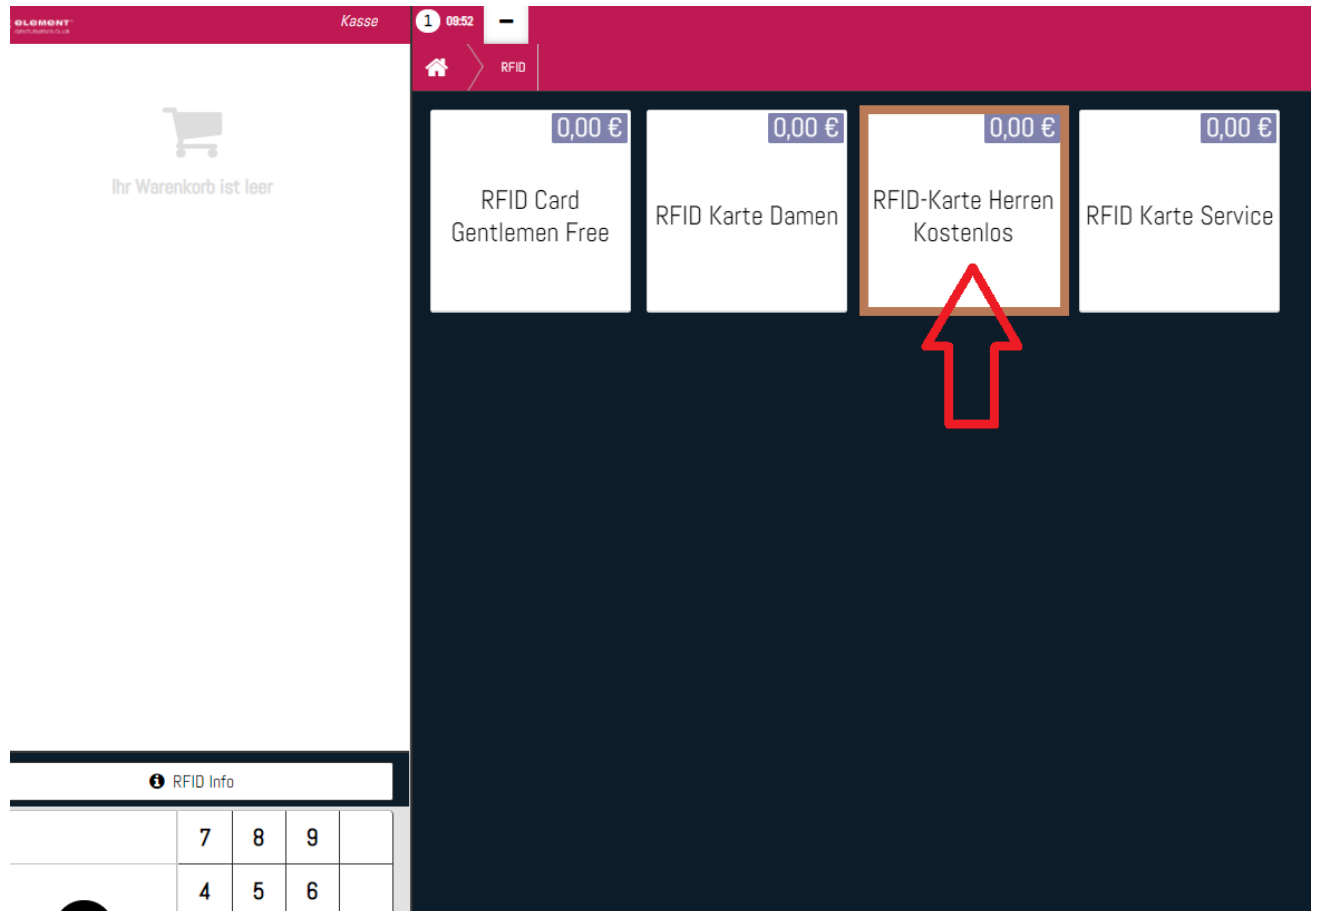 ELEMENT
GENTLEMEN'S CLUB
Kasse
1 09:52
RFID
Ihr Warenkorb ist leer
0,00 €
RFID Card
Gentlemen Free
0,00 €
RFID Karte Damen
0,00 €
RFID-Karte Herren
Kostenlos
0,00 €
RFID Karte Service
RFID Info
7 8 9
4 5 6